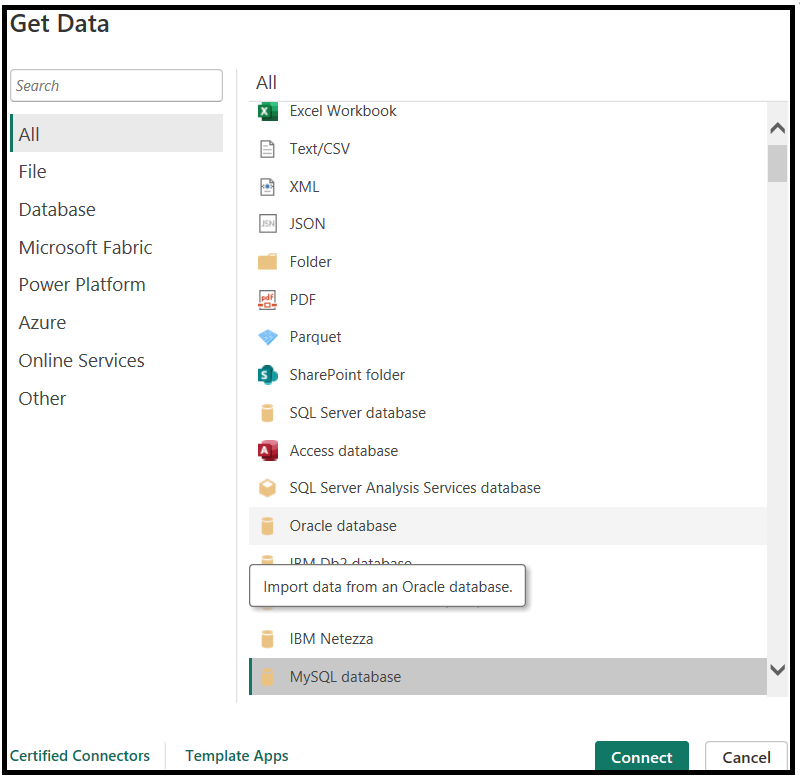 Get Data
Search
All
File
Database
Microsoft Fabric
Power Platform
Azure
Online Services
Other
All
Excel Workbook
Text/CSV
XML
JSON
Folder
PDF
Parquet
SharePoint folder
SQL Server database
Access database
SQL Server Analysis Services database
Oracle database
IBM Db2 database
Import data from an Oracle database.
IBM Netezza
MySQL database
Certified Connectors
Template Apps
Connect
Cancel